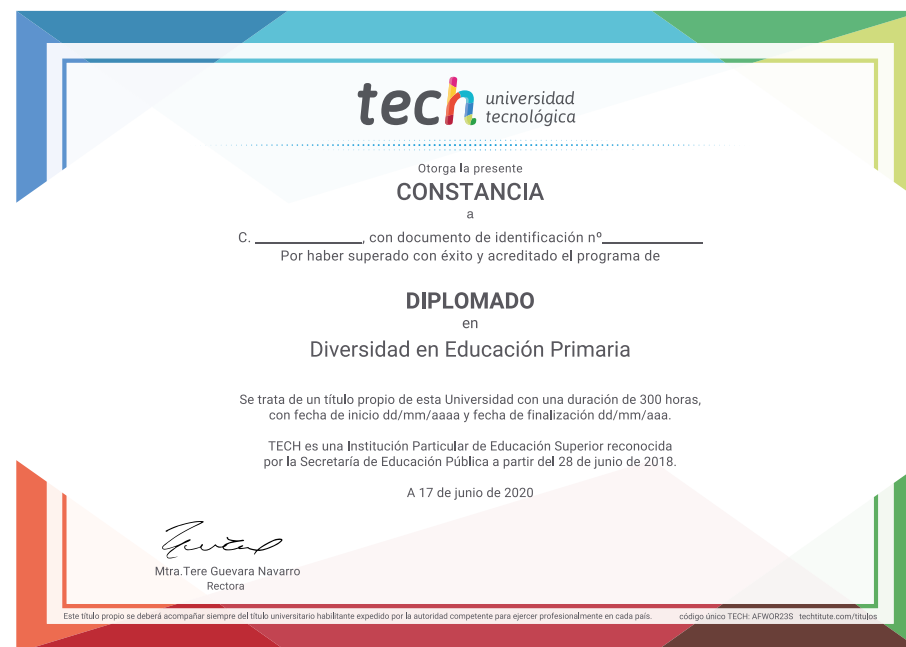 tech universidad
tecnológica
Otorga la presente
CONSTANCIA
a
C. ____________, con documento de identificación nº____________
Por haber superado con éxito y acreditado el programa de
DIPLOMADO
en
Diversidad en Educación Primaria
Se trata de un título propio de esta Universidad con una duración de 300 horas,
con fecha de inicio dd/mm/aaaa y fecha de finalización dd/mm/aaa.
TECH es una Institución Particular de Educación Superior reconocida
por la Secretaría de Educación Pública a partir del 28 de junio de 2018.
A 17 de junio de 2020
Mtra.Tere Guevara Navarro
Rectora
Este título propio se deberá acompañar siempre del título universitario habilitante expedido por la autoridad competente para ejercer profesionalmente en cada país. código único TECH: AFWOR23S techtitute.com/titulos